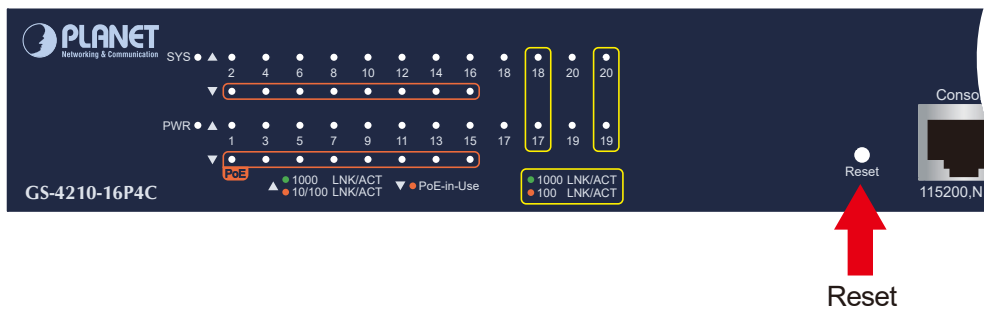 PLANET
Networking & Communication
SYS ▲ 2 4 6 8 10 12 14 16 18 18 20 20
▼
PWR ▲ 1 3 5 7 9 11 13 15 17 17 19 19
▼
PoE
▲ 1000 LNK/ACT
10/100 LNK/ACT
▼ PoE-in-Use
1000 LNK/ACT
100 LNK/ACT
GS-4210-16P4C
Reset
Conso
115200,N
Reset